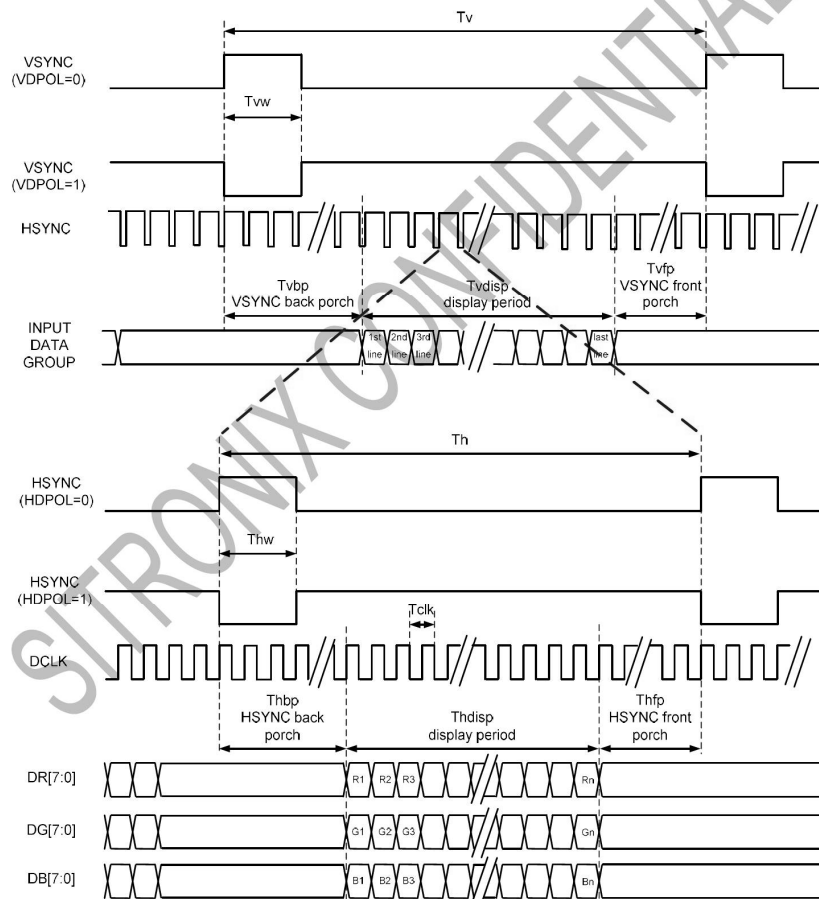 Tv
VSYNC
(VDPOL=0)
Tvw
VSYNC
(VDPOL=1)
HSYNC
Tvbp
VSYNC back porch
Tvdisp
display period
Tvfp
VSYNC front
porch
INPUT
DATA
GROUP
1st
line
2nd
line
3rd
line
last
line
Th
HSYNC
(HDPOL=0)
Thw
HSYNC
(HDPOL=1)
Tclk
DCLK
Thbp
HSYNC back
porch
Thdisp
display period
Thfp
HSYNC front
porch
DR[7:0]
R1 R2 R3 Rn
DG[7:0]
G1 G2 G3 Gn
DB[7:0]
B1 B2 B3 Bn
SITRONIX CONFIDENTIAL